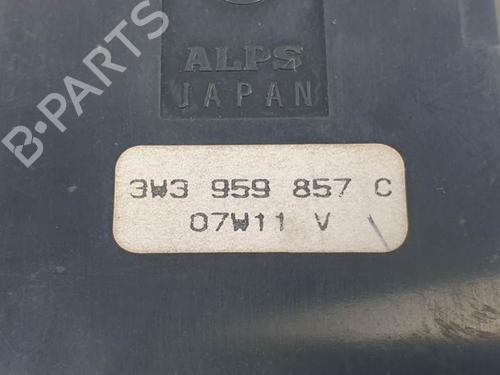 B-PARTS
ALPS
JAPAN
3W3 959 857 C
07W11 V